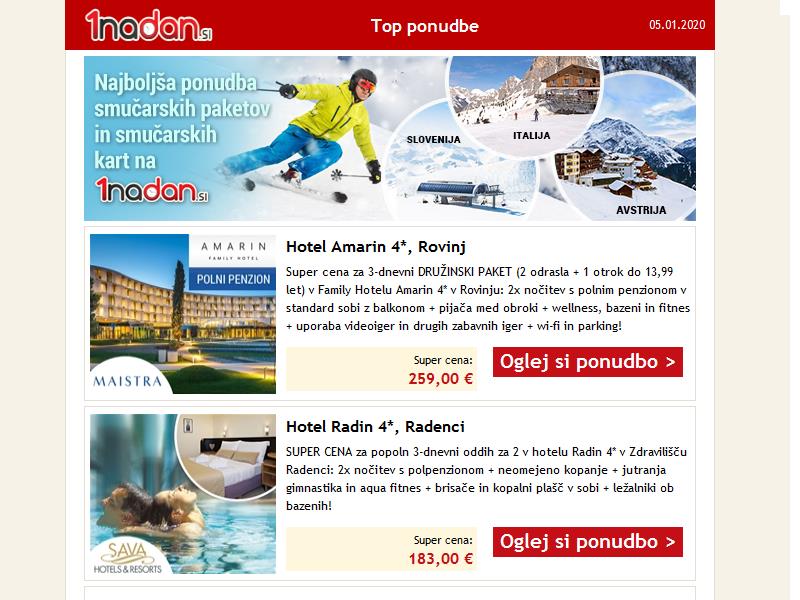 1nadan.si
Top ponudbe
05.01.2020
Najboljša ponudba
smučarskih paketov
in smučarskih
kart na
1nadan.si
SLOVENIJA
ITALIJA
AVSTRIJA
AMARIN
FAMILY HOTEL
POLNI PENZION
MAISTRA
Hotel Amarin 4*, Rovinj
Super cena za 3-dnevni DRUŽINSKI PAKET (2 odrasla + 1 otrok do 13,99
let) v Family Hotelu Amarin 4* v Rovinju: 2x nočitev s polnim penzionom v
standard sobi z balkonom + pijača med obroki + wellness, bazeni in fitnes
+ uporaba videoiger in drugih zabavnih iger + wi-fi in parking!
Super cena:
259,00 €
Oglej si ponudbo >
SAVA
HOTELS & RESORTS
Hotel Radin 4*, Radenci
SUPER CENA za popoln 3-dnevni oddih za 2 v hotelu Radin 4* v Zdravilišču
Radenci: 2x nočitev s polpenzionom + neomejeno kopanje + jutranja
gimnastika in aqua fitnes + brisače in kopalni plašč v sobi + ležalniki ob
bazenih!
Super cena:
183,00 €
Oglej si ponudbo >